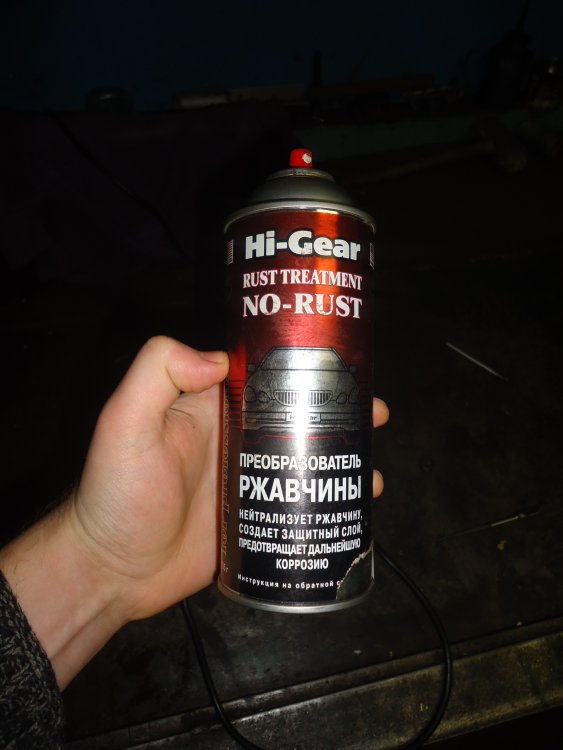 Hi-Gear
RUST TREATMENT
NO-RUST
ПРЕОБРАЗОВАТЕЛЬ
РЖАВЧИНЫ
НЕЙТРАЛИЗУЕТ РЖАВЧИНУ,
СОЗДАЕТ ЗАЩИТНЫЙ СЛОЙ,
ПРЕДОТВРАЩАЕТ ДАЛЬНЕЙШУЮ
КОРРОЗИЮ
Инструкция на обратной